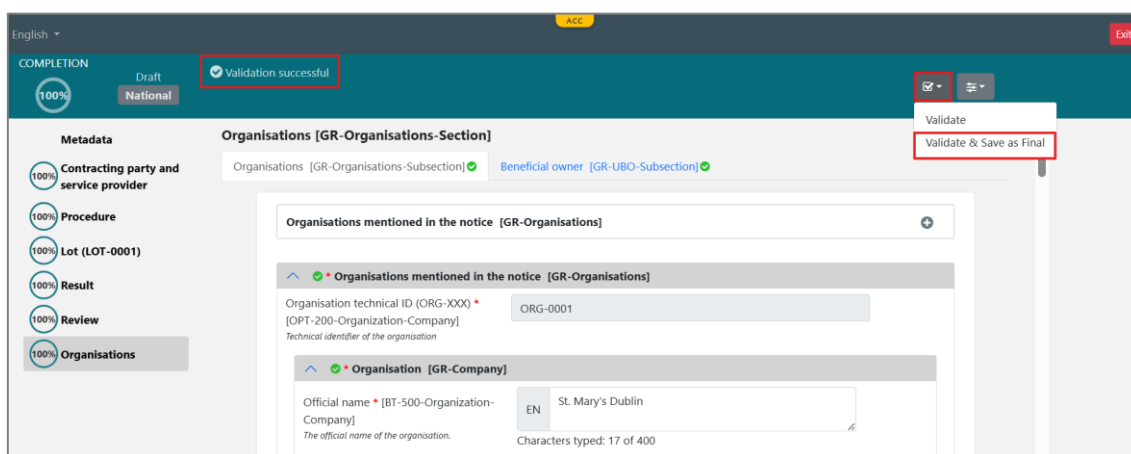 ACC
English
Exit
COMPLETION
100%
Draft
National
Validation successful
Validate
Validate & Save as Final
Metadata
100% Contracting party and
service provider
100% Procedure
100% Lot (LOT-0001)
100% Result
100% Review
100% Organisations
Organisations [GR-Organisations-Section]
Organisations [GR-Organisations-Subsection] Beneficial owner [GR-UBO-Subsection]
Organisations mentioned in the notice [GR-Organisations]
* Organisations mentioned in the notice [GR-Organisations]
Organisation technical ID (ORG-XXX) *
[OPT-200-Organization-Company]
Technical identifier of the organisation
ORG-0001
* Organisation [GR-Company]
Official name * [BT-500-Organization-
Company]
The official name of the organisation.
EN St. Mary's Dublin
Characters typed: 17 of 400